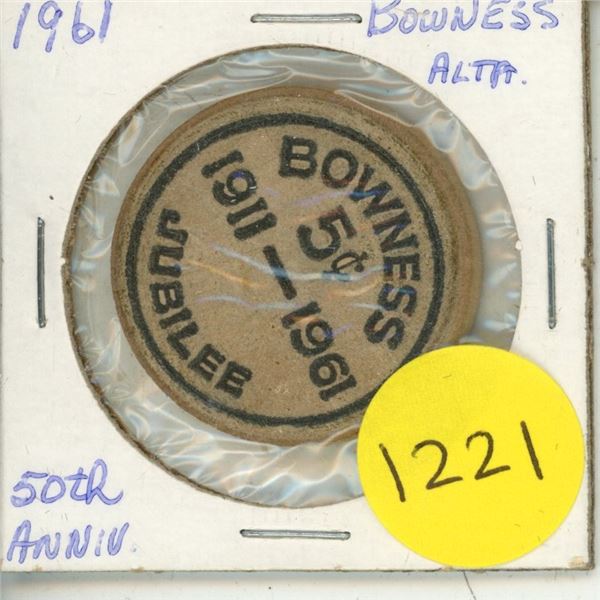 1961
BOWNESS
ALTA.
BOWNESS
5¢
1911—1961
JUBILEE
50th
ANNIV.
1221